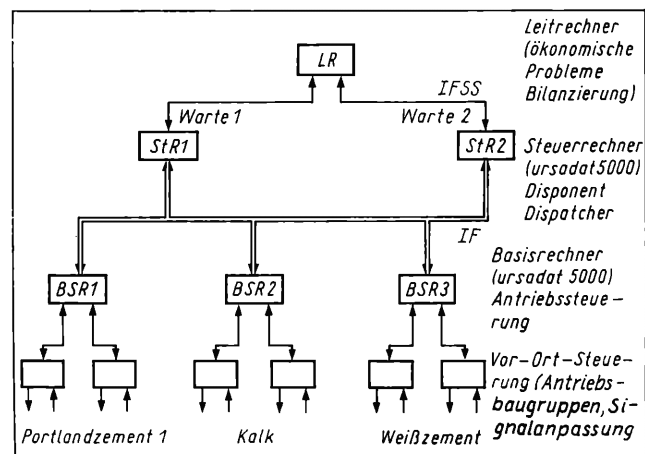 LR
Leitrechner
(ökonomische
Probleme
Bilanzierung)
IFSS
Warte 1
Warte 2
StR1
StR2
Steuerrechner
(ursadat 5000)
Disponent
Dispatcher
IF
BSR1
BSR2
BSR3
Basisrechner
(ursadat 5000)
Antriebssteue-
rung
Vor-Ort-Steue-
rung (Antriebs-
baugruppen, Si-
gnalanpassung
Portlandzement 1
Kalk
Weißzement